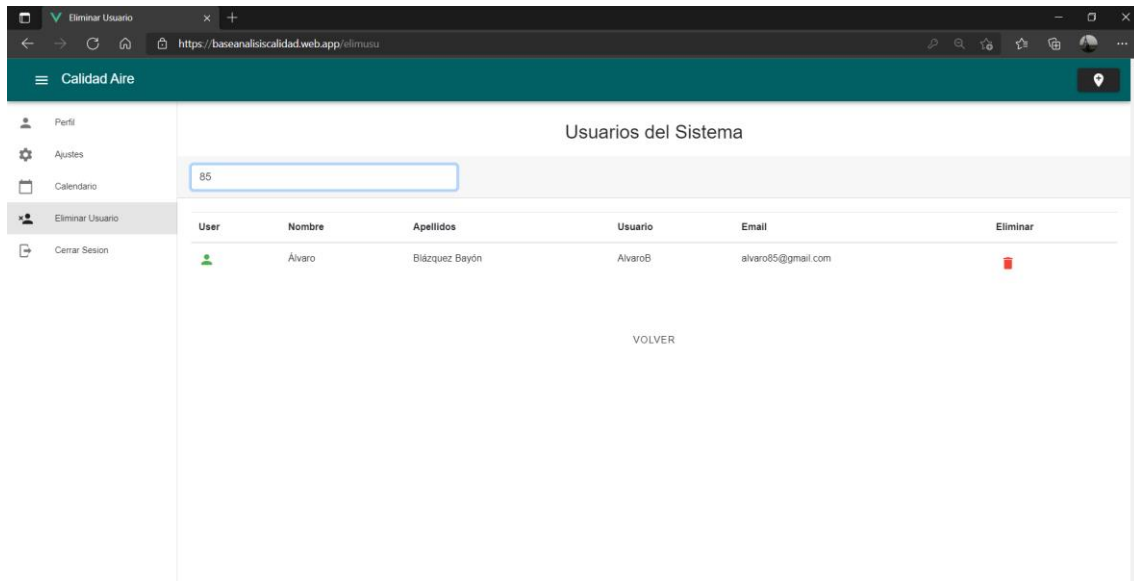 Eliminar Usuario
https://baseanalisiscalidad.web.app/elimusu
Calidad Aire
Perfil
Ajustes
Calendario
Eliminar Usuario
Cerrar Sesion
Usuarios del Sistema
85
User Nombre Apellidos Usuario Email Eliminar
Álvaro Blázquez Bayón AlvaroB alvaro85@gmail.com
VOLVER